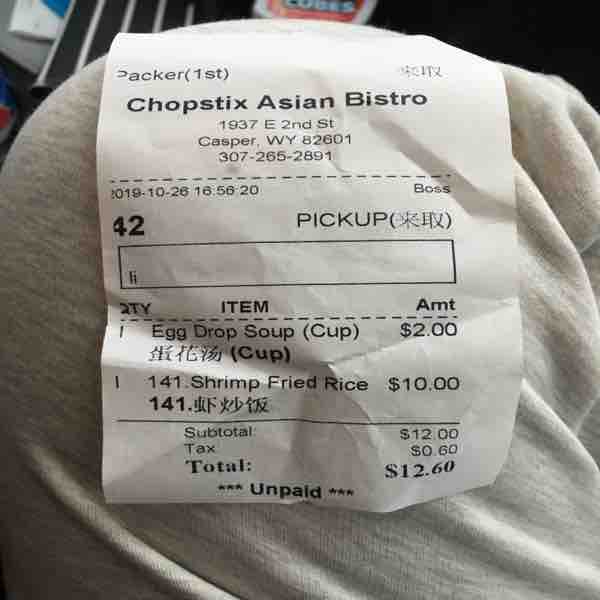 CUBES
Packer(1st) 来取
Chopstix Asian Bistro
1937 E 2nd St
Casper, WY 82601
307-265-2891
2019-10-26 16:56:20 Boss
42 PICKUP(来取)
li
QTY ITEM Amt
1 Egg Drop Soup (Cup) $2.00
蛋花汤 (Cup)
1 141.Shrimp Fried Rice $10.00
141.虾炒饭
Subtotal: $12.00
Tax $0.60
Total: $12.60
*** Unpaid ***